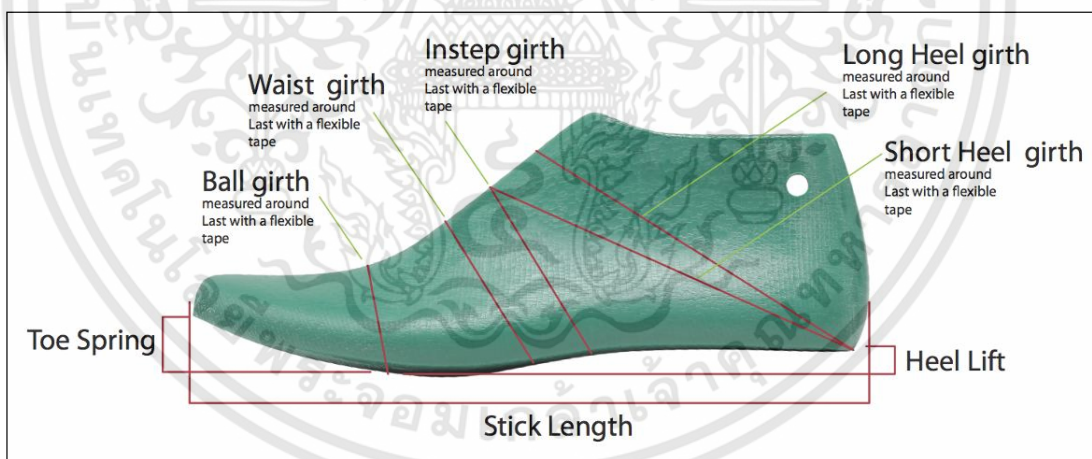 Instep girth
measured around
Last with a flexible
tape
Waist girth
measured around
Last with a flexible
tape
Ball girth
measured around
Last with a flexible
tape
Long Heel girth
measured around
Last with a flexible
tape
Short Heel girth
measured around
Last with a flexible
tape
Toe Spring
Heel Lift
Stick Length